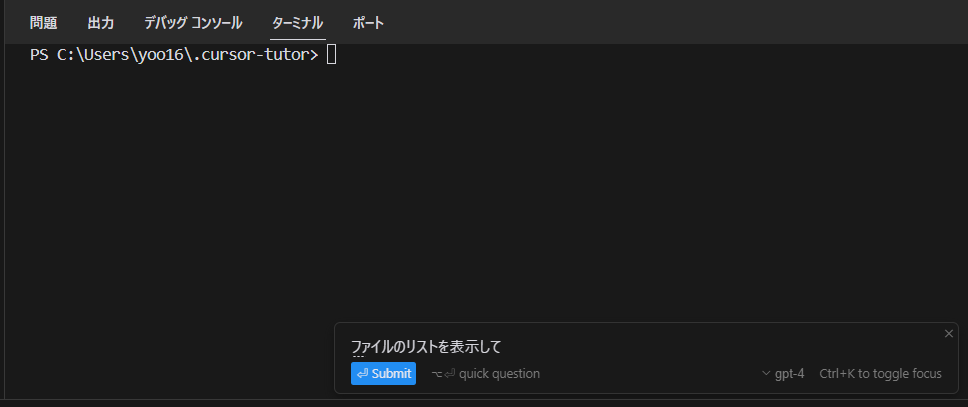 問題 出力 デバッグ コンソール ターミナル ポート
PS C:\Users\yoo16\.cursor-tutor>
ファイルのリストを表示して
⏎ Submit ⌥⏎ quick question gpt-4 Ctrl+K to toggle focus